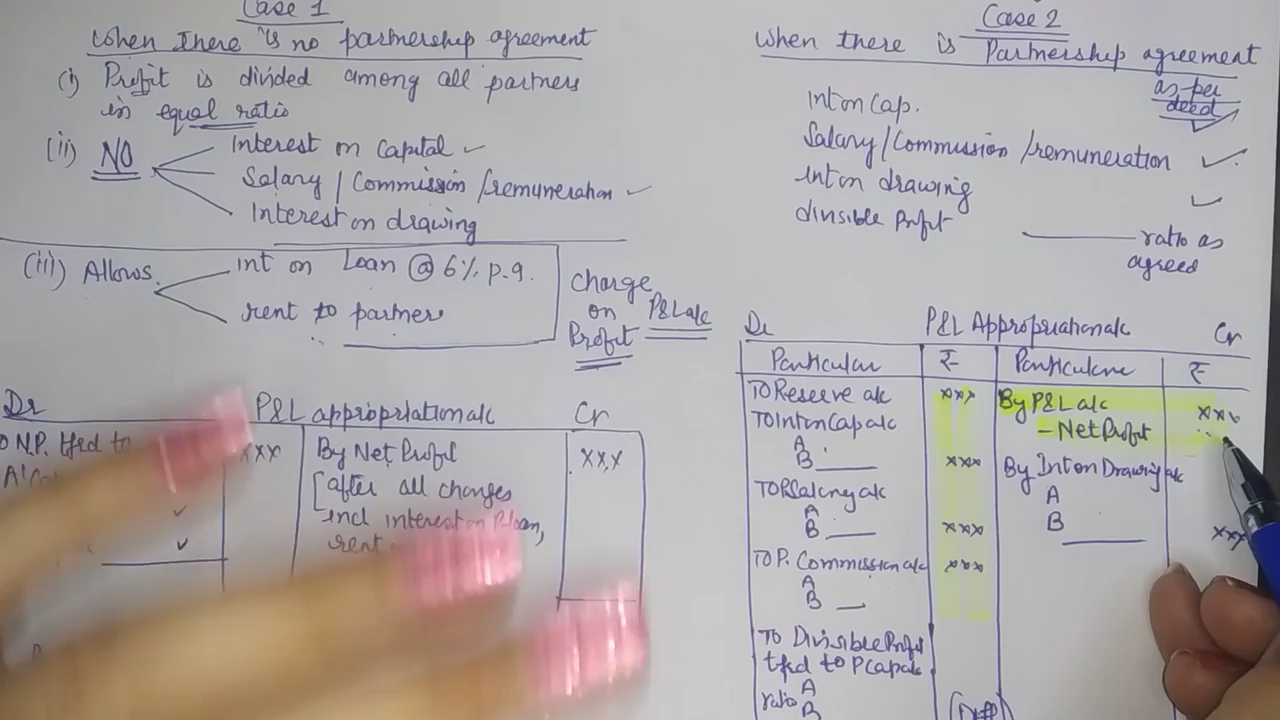 Case 1
When there is no partnership agreement
(i) Profit is divided among all partners
in equal ratio
(ii) NO
Interest on Capital ✓
Salary / Commission / remuneration ✓
Interest on drawing
(iii) Allows.
int on Loan @ 6% p.a.
rent to partner
Charge
on P&L a/c
Profit
Dr P&L appropriation a/c Cr
N.P. tfed to
xxx
By Net Profit
xxx
[after all charges
incl interest on P.loan,
rent
Case 2
When there is Partnership agreement
as per
deed
Int on Cap.
Salary / Commission / remuneration ✓
Int on drawing ✓
divisible Profit
ratio as
agreed
Dr P&L Appropriation a/c Cr
Particular ₹ Particulars ₹
TO Reserve a/c xxx By P&L a/c xxx
- Net Profit
TO Int on Cap a/c
A
B xxx
By Int on Drawing a/c
A
B
xxx
TO P.Salary a/c
A
B xxx
TO P. Commission a/c xxx
A
B
To Divisible Profit
tfed to P Cap a/c
ratio A
B